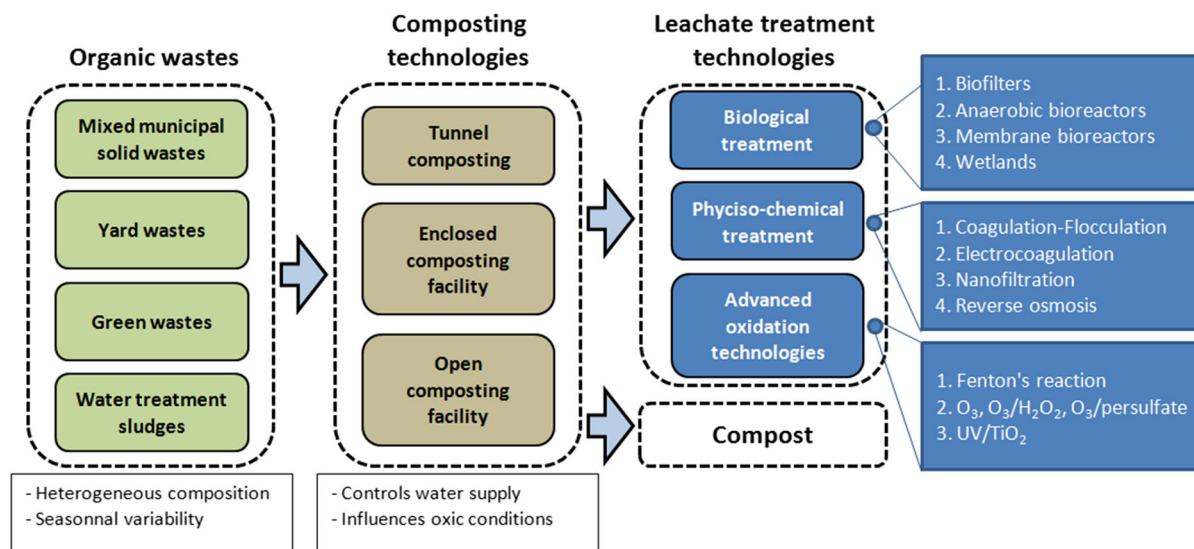 Organic wastes
Mixed municipal
solid wastes
Yard wastes
Green wastes
Water treatment
sludges
- Heterogeneous composition
- Seasonnal variability
Composting
technologies
Tunnel
composting
Enclosed
composting
facility
Open
composting
facility
- Controls water supply
- Influences oxic conditions
Leachate treatment
technologies
Biological
treatment
Phyciso-chemical
treatment
Advanced
oxidation
technologies
Compost
1. Biofilters
2. Anaerobic bioreactors
3. Membrane bioreactors
4. Wetlands
1. Coagulation-Flocculation
2. Electrocoagulation
3. Nanofiltration
4. Reverse osmosis
1. Fenton's reaction
2. O₃, O₃/H₂O₂, O₃/persulfate
3. UV/TiO₂